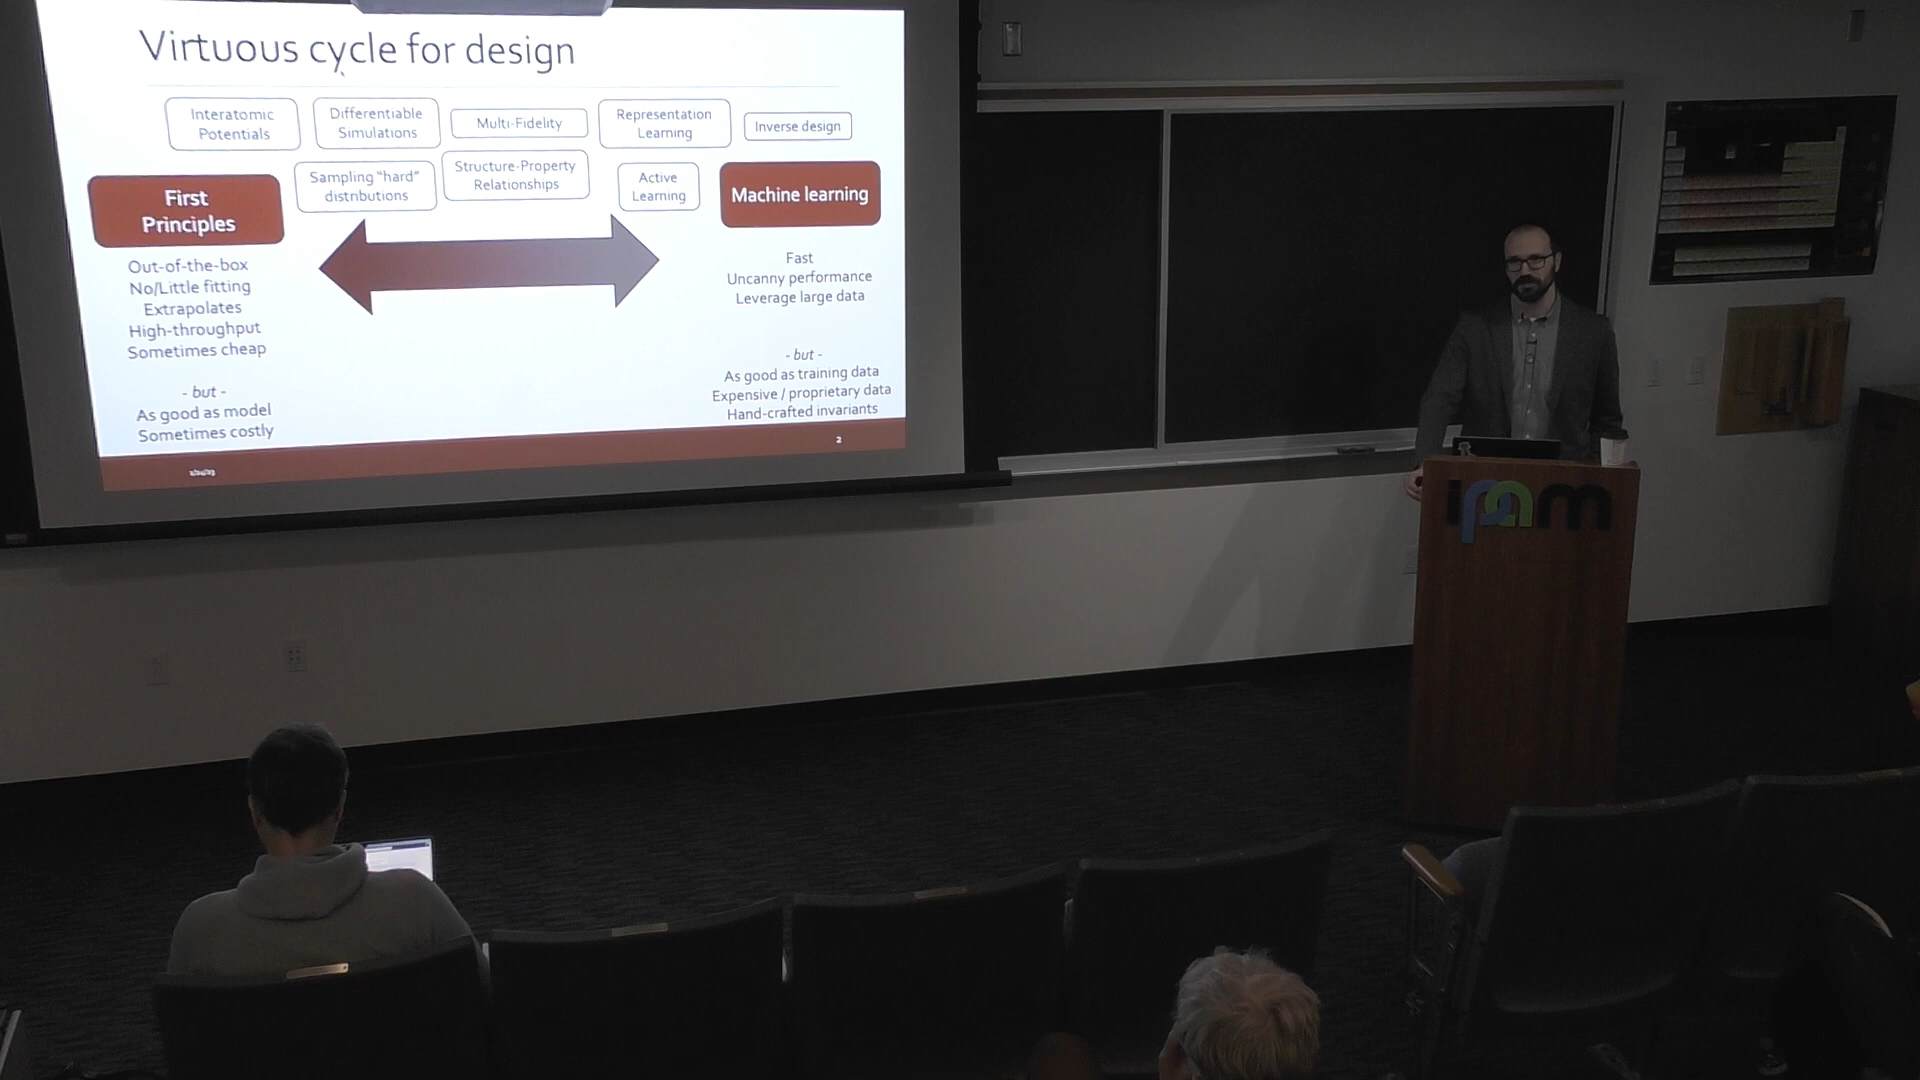 Virtuous cycle for design
Interatomic
Potentials
Differentiable
Simulations
Multi-Fidelity
Representation
Learning
Inverse design
Sampling "hard"
distributions
Structure-Property
Relationships
Active
Learning
First
Principles
Machine learning
Out-of-the-box
No/Little fitting
Extrapolates
High-throughput
Sometimes cheap
- but -
As good as model
Sometimes costly
Fast
Uncanny performance
Leverage large data
- but -
As good as training data
Expensive / proprietary data
Hand-crafted invariants
2
ipam